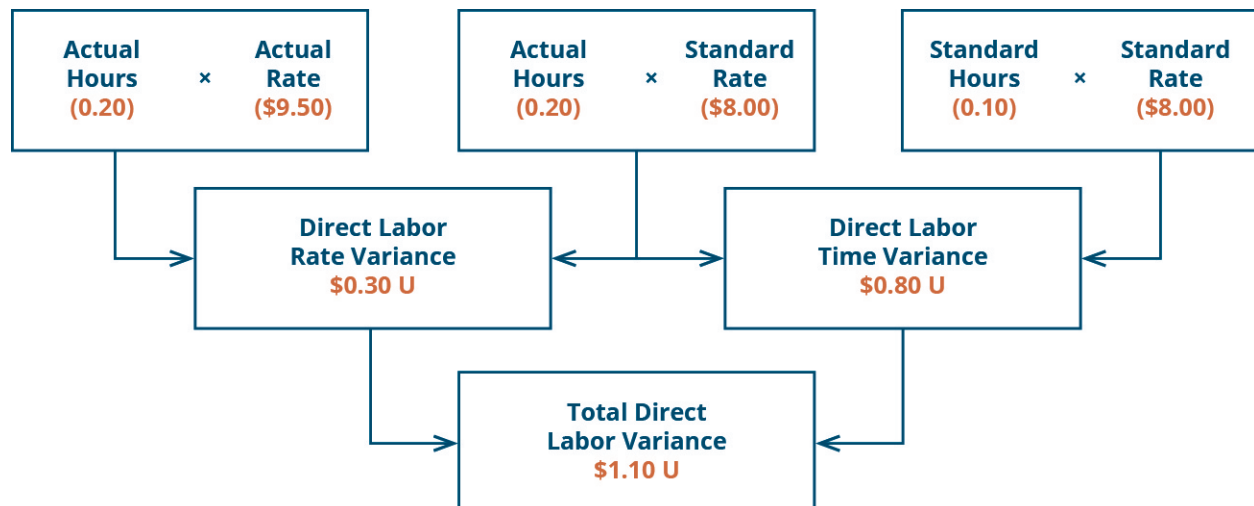 Actual Hours (0.20) × Actual Rate ($9.50)
Actual Hours (0.20) × Standard Rate ($8.00)
Standard Hours (0.10) × Standard Rate ($8.00)
Direct Labor
Rate Variance
$0.30 U
Direct Labor
Time Variance
$0.80 U
Total Direct
Labor Variance
$1.10 U